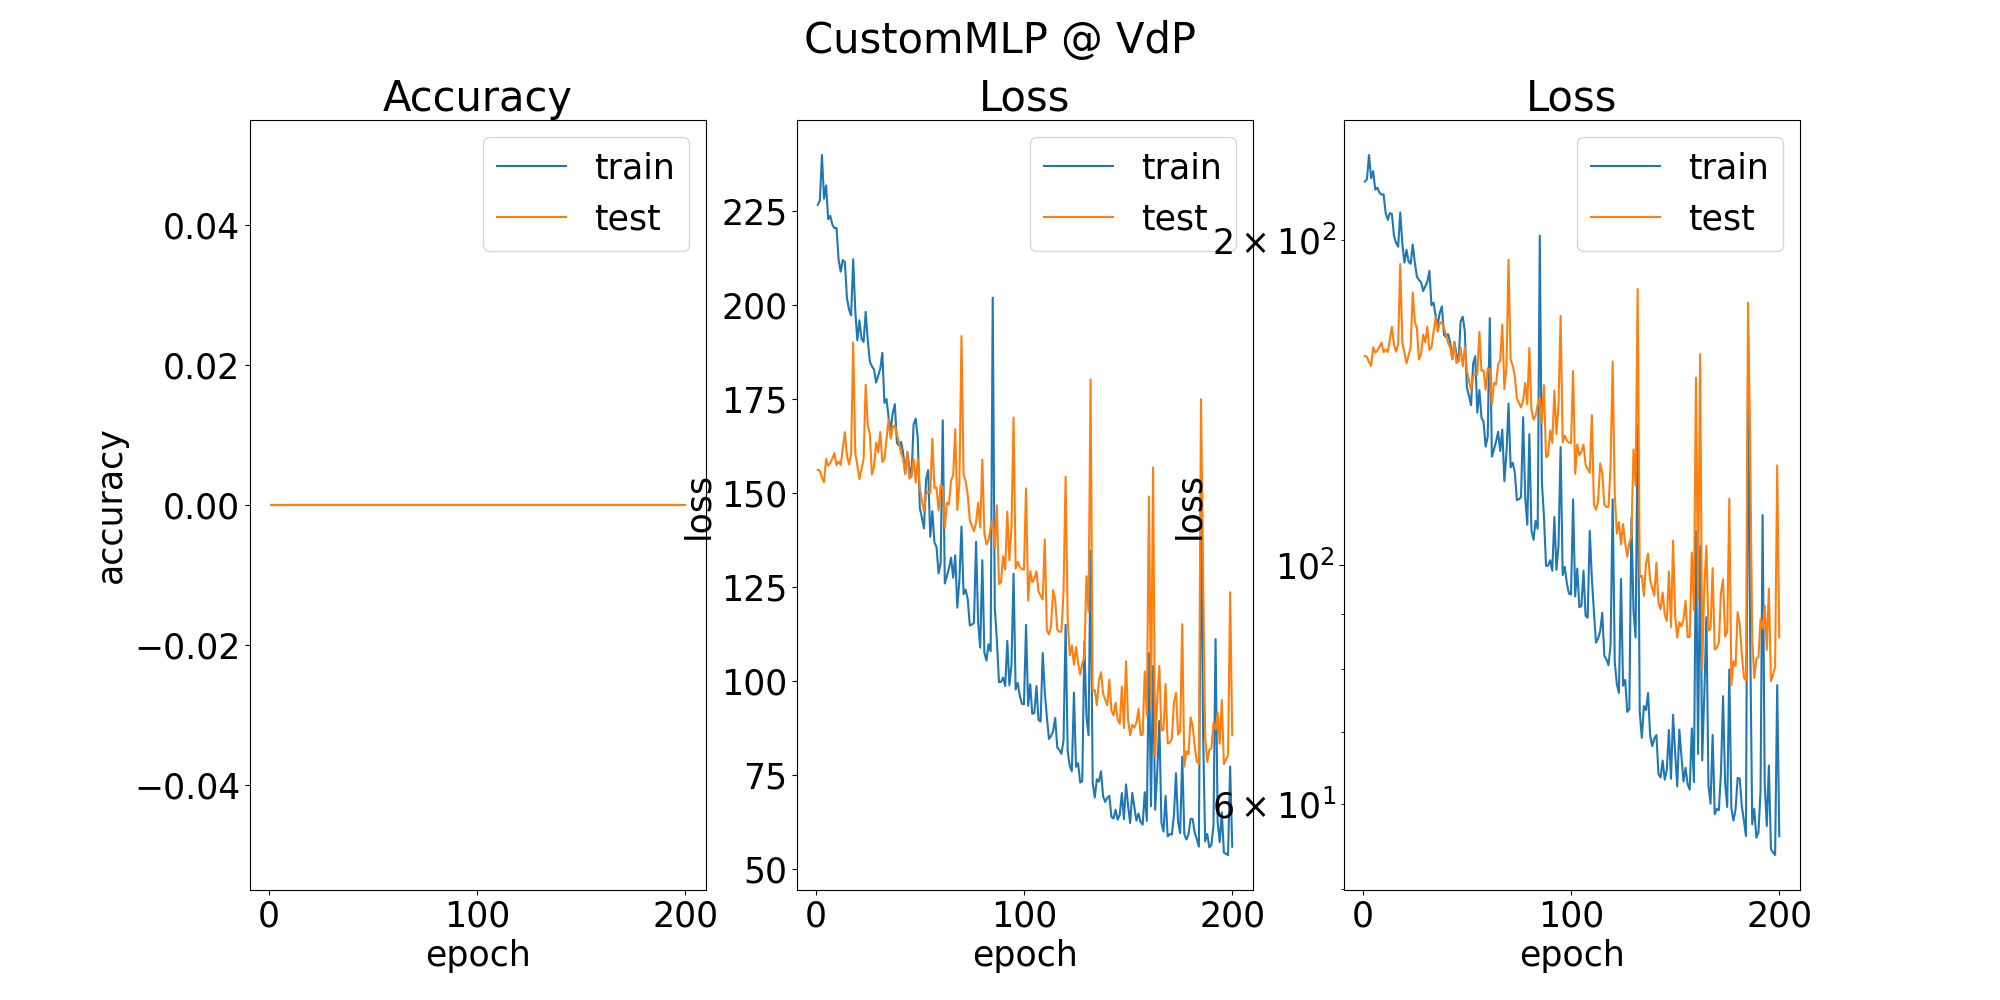 CustomMLP @ VdP
Accuracy
accuracy
0.04
0.02
0.00
−0.02
−0.04
0 100 200
epoch
train
test
Loss
loss
225
200
175
150
125
100
75
50
0 100 200
epoch
train
test
Loss
loss
2 × 10²
10²
6 × 10¹
0 100 200
epoch
train
test